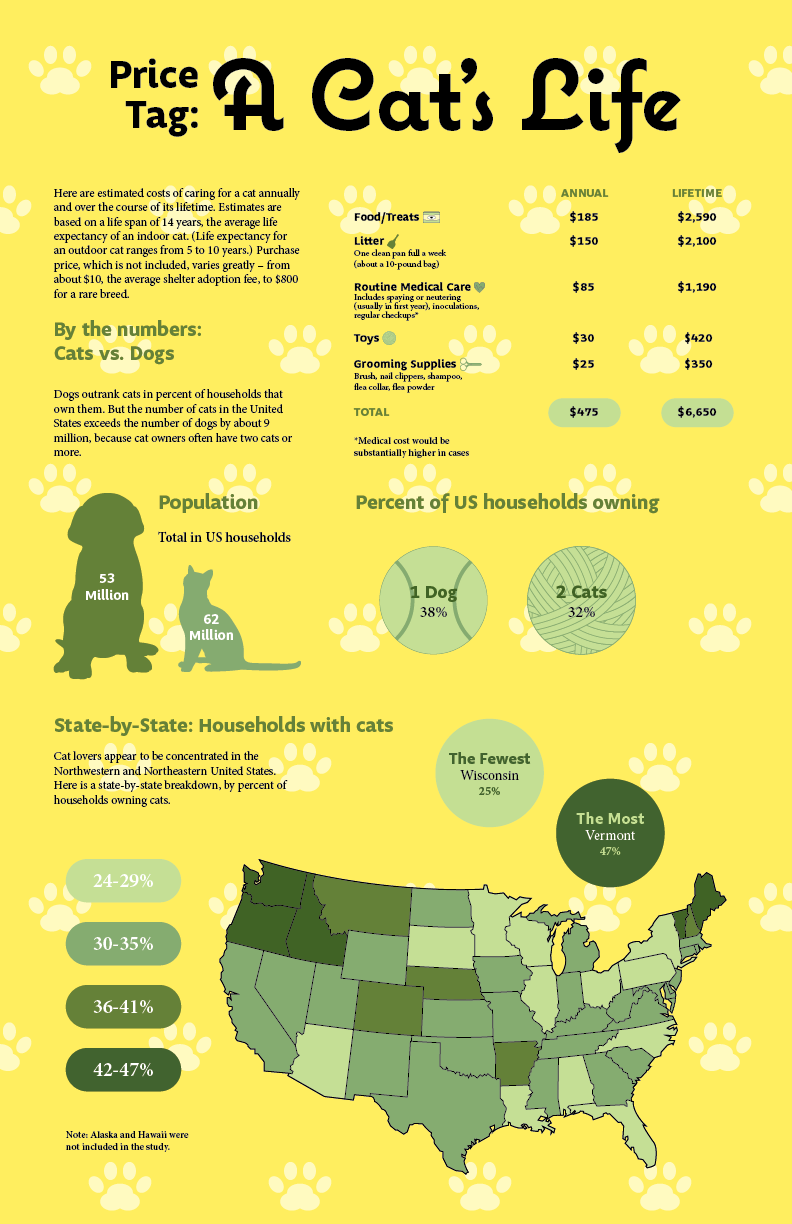 Price
Tag:
A Cat's Life
Here are estimated costs of caring for a cat annually
and over the course of its lifetime. Estimates are
based on a life span of 14 years, the average life
expectancy of an indoor cat. (Life expectancy for
an outdoor cat ranges from 5 to 10 years.) Purchase
price, which is not included, varies greatly – from
about $10, the average shelter adoption fee, to $800
for a rare breed.
ANNUAL LIFETIME
Food/Treats $185 $2,590
Litter $150 $2,100
One clean pan full a week
(about a 10-pound bag)
Routine Medical Care $85 $1,190
Includes spaying or neutering
(usually in first year), inoculations,
regular checkups*
Toys $30 $420
Grooming Supplies $25 $350
Brush, nail clippers, shampoo,
flea collar, flea powder
TOTAL $475 $6,650
*Medical cost would be
substantially higher in cases
By the numbers:
Cats vs. Dogs
Dogs outrank cats in percent of households that
own them. But the number of cats in the United
States exceeds the number of dogs by about 9
million, because cat owners often have two cats or
more.
Population
Total in US households
53
Million
62
Million
Percent of US households owning
1 Dog
38%
2 Cats
32%
State-by-State: Households with cats
Cat lovers appear to be concentrated in the
Northwestern and Northeastern United States.
Here is a state-by-state breakdown, by percent of
households owning cats.
The Fewest
Wisconsin
25%
The Most
Vermont
47%
24-29%
30-35%
36-41%
42-47%
Note: Alaska and Hawaii were
not included in the study.